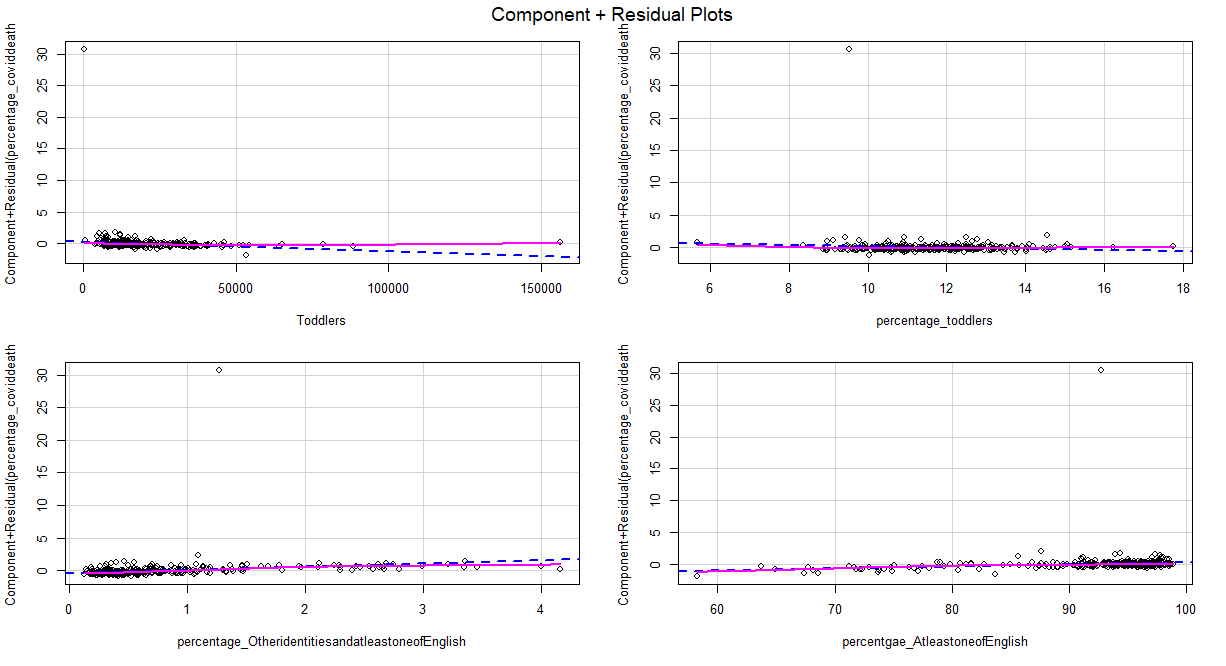 Component + Residual Plots
Component+Residual(percentage_coviddeath
30
25
20
15
10
5
0
0 50000 100000 150000
Toddlers
Component+Residual(percentage_coviddeath
30
25
20
15
10
5
0
6 8 10 12 14 16 18
percentage_toddlers
Component+Residual(percentage_coviddeath
30
25
20
15
10
5
0
0 1 2 3 4
percentage_OtheridentitiesandatleastoneofEnglish
Component+Residual(percentage_coviddeath
30
25
20
15
10
5
0
60 70 80 90 100
percentgae_AtleastoneofEnglish